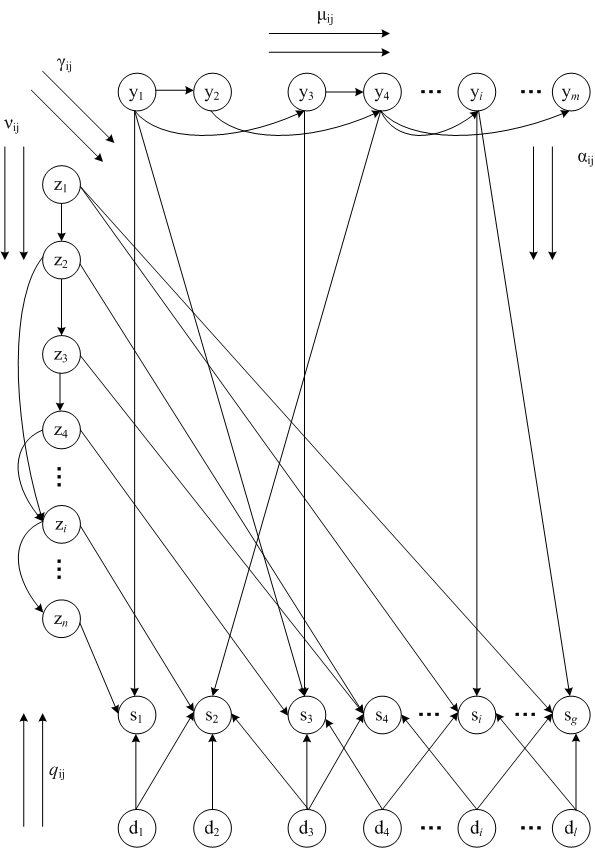 μij
γij
y1 y2 y3 y4 ... yi ... ym
νij
αij
z1
z2
z3
z4
...
zi
...
zn
s1 s2 s3 s4 ... si ... sg
qij
d1 d2 d3 d4 ... di ... dl